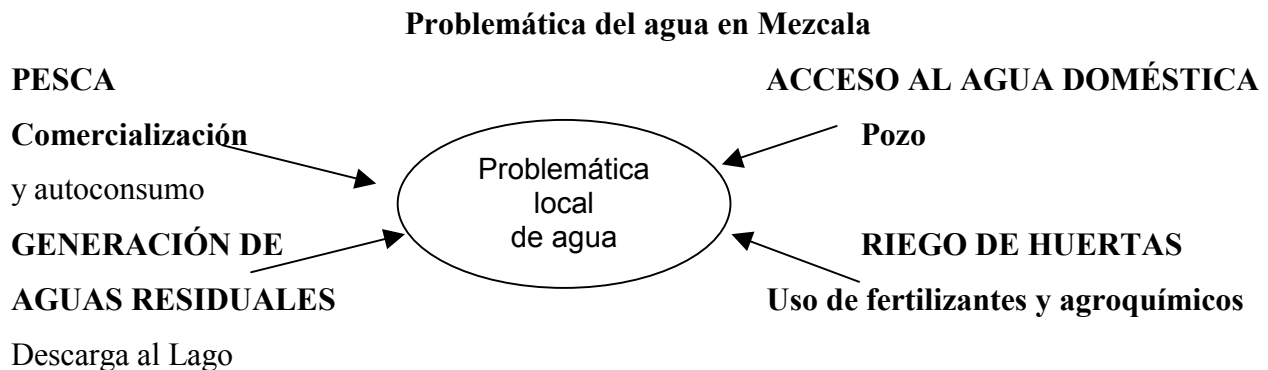 Problemática del agua en Mezcala
PESCA
Comercialización
y autoconsumo
GENERACIÓN DE
AGUAS RESIDUALES
Descarga al Lago
Problemática
local
de agua
ACCESO AL AGUA DOMÉSTICA
Pozo
RIEGO DE HUERTAS
Uso de fertilizantes y agroquímicos